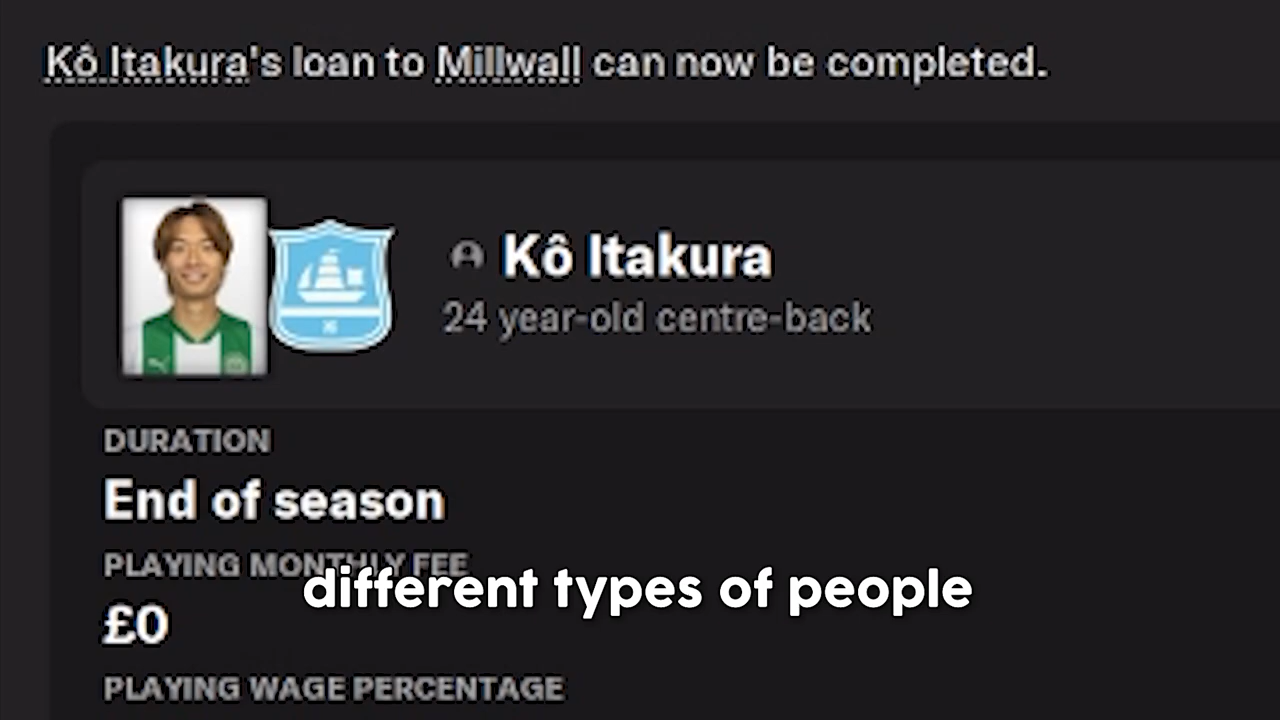 Kô Itakura's loan to Millwall can now be completed.
Kô Itakura
24 year-old centre-back
DURATION
End of season
PLAYING MONTHLY FEE
different types of people
£0
PLAYING WAGE PERCENTAGE